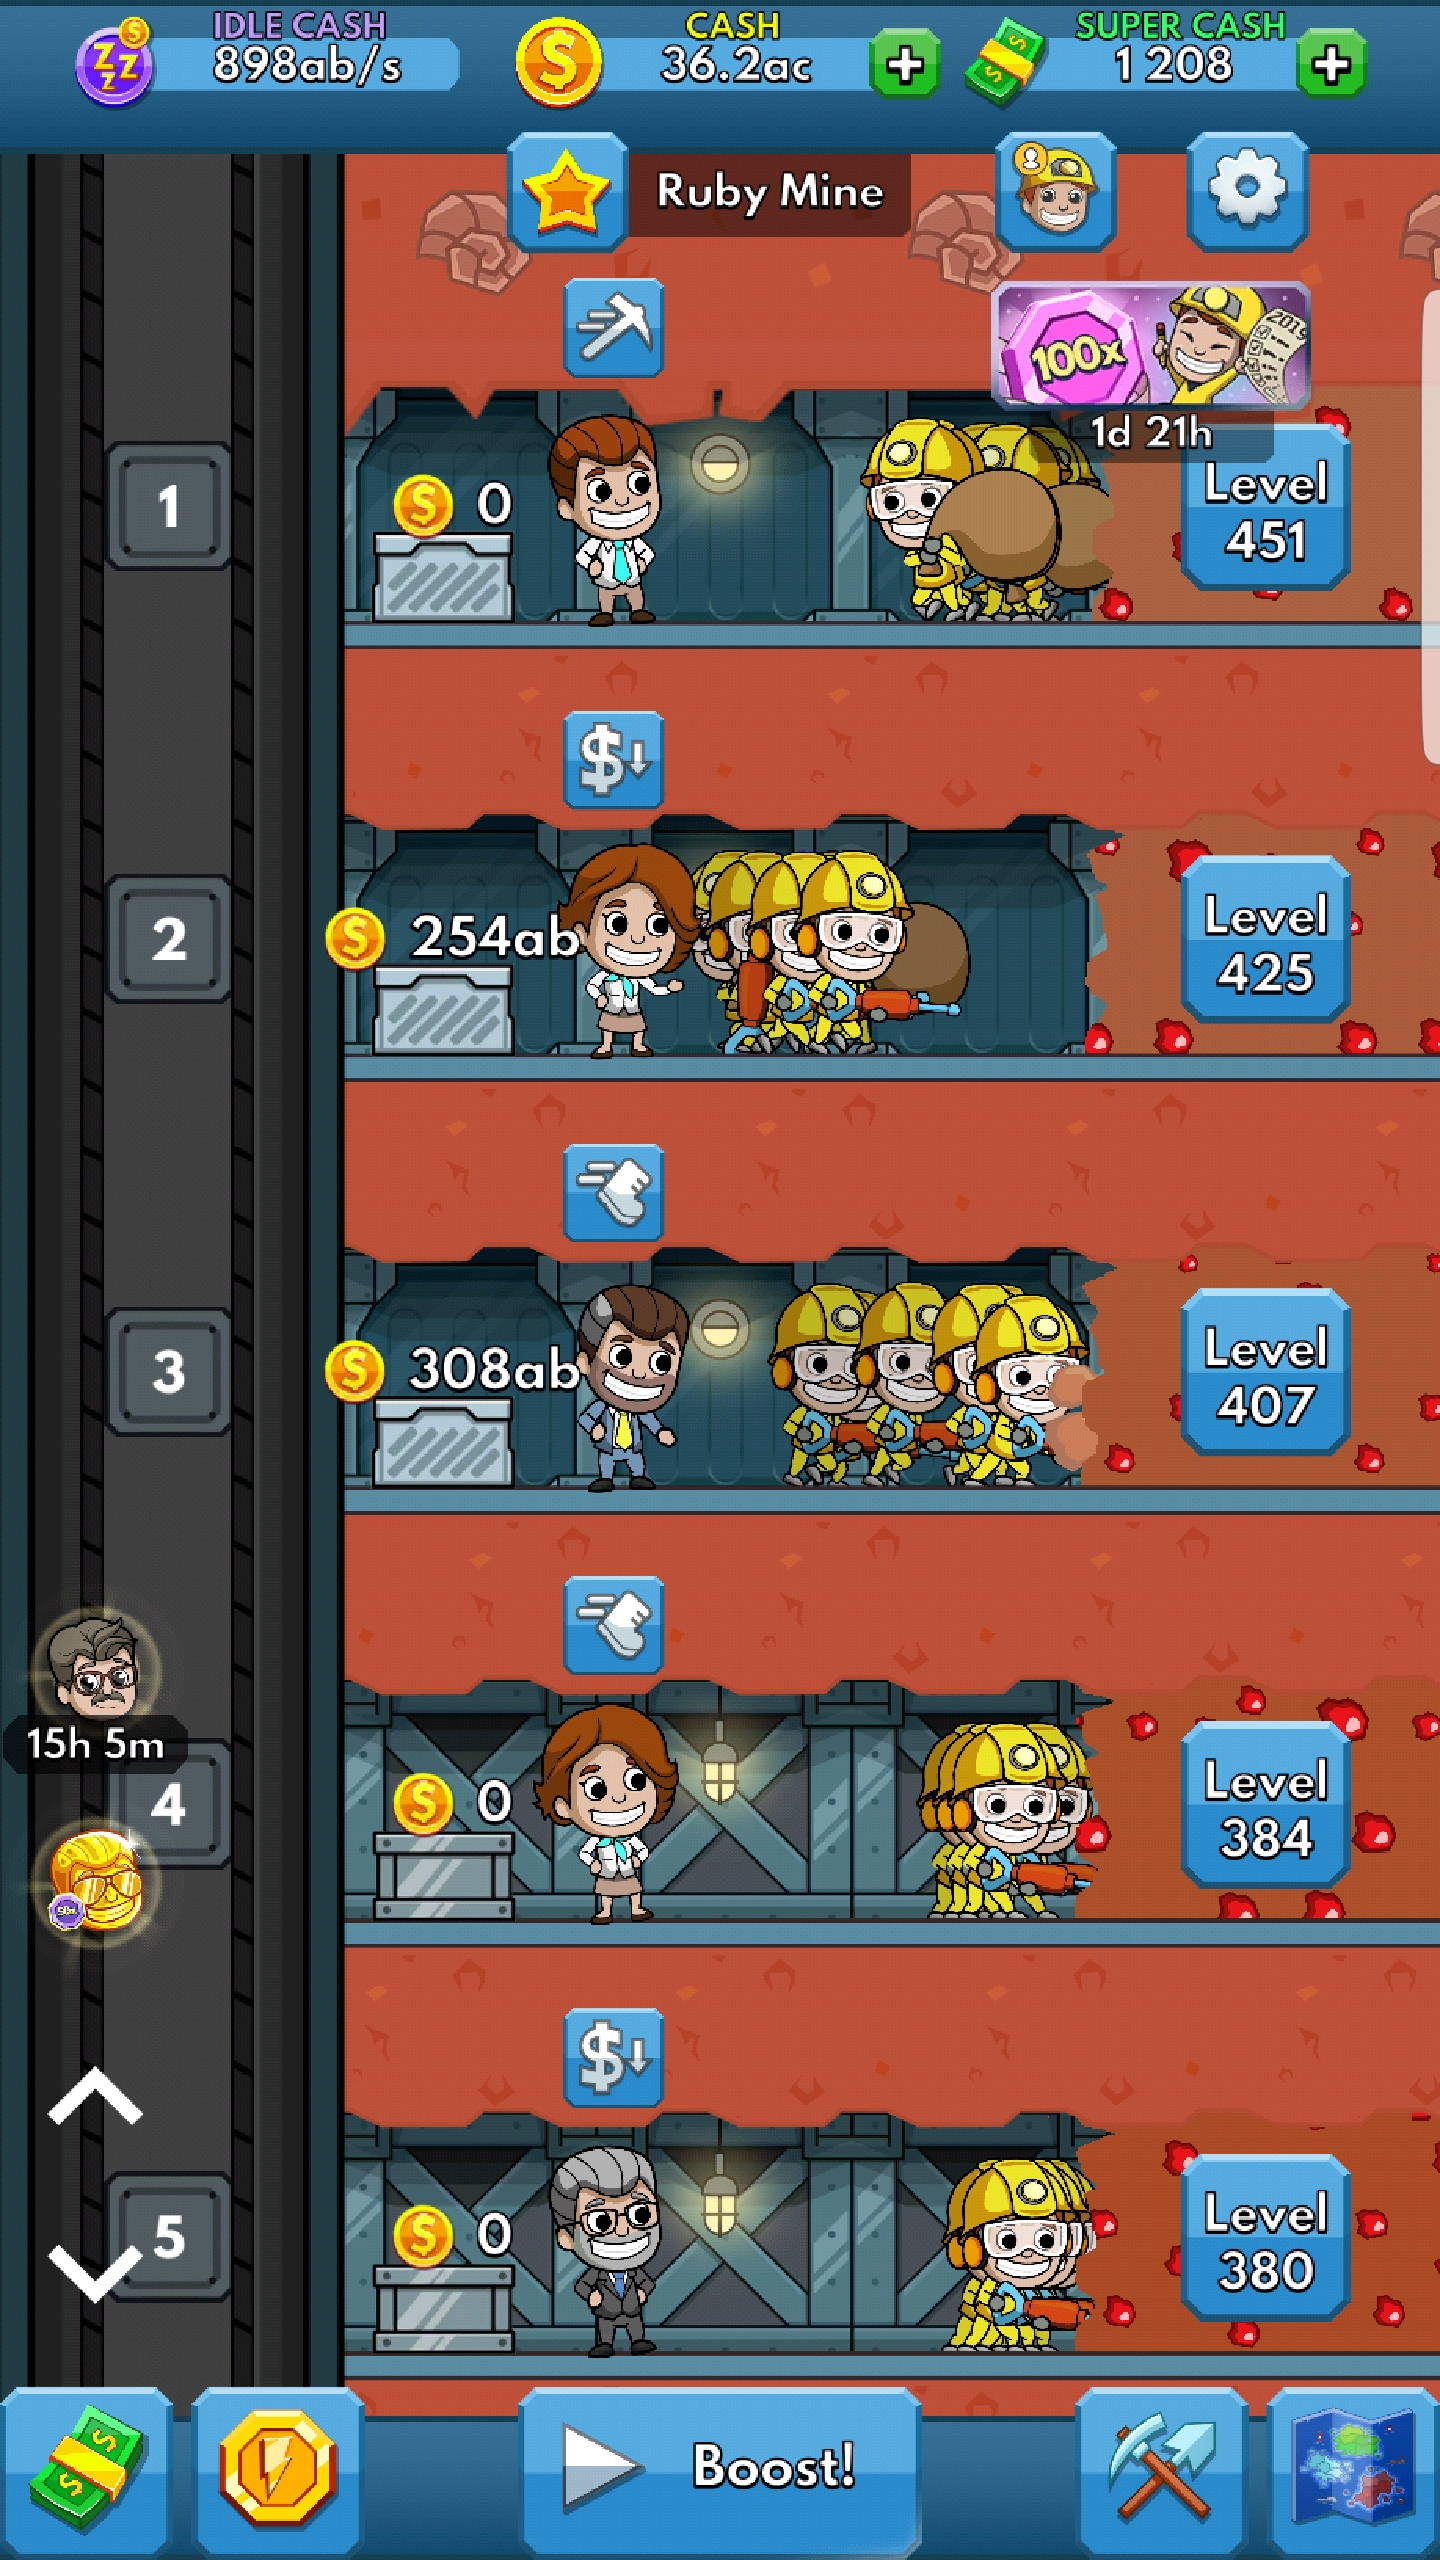 IDLE CASH
898ab/s
CASH
36.2ac
SUPER CASH
1 208
Ruby Mine
100x
1d 21h
1
0
Level
451
2
254ab
Level
425
3
308ab
Level
407
15h 5m
4
0
Level
384
5
0
Level
380
Boost!